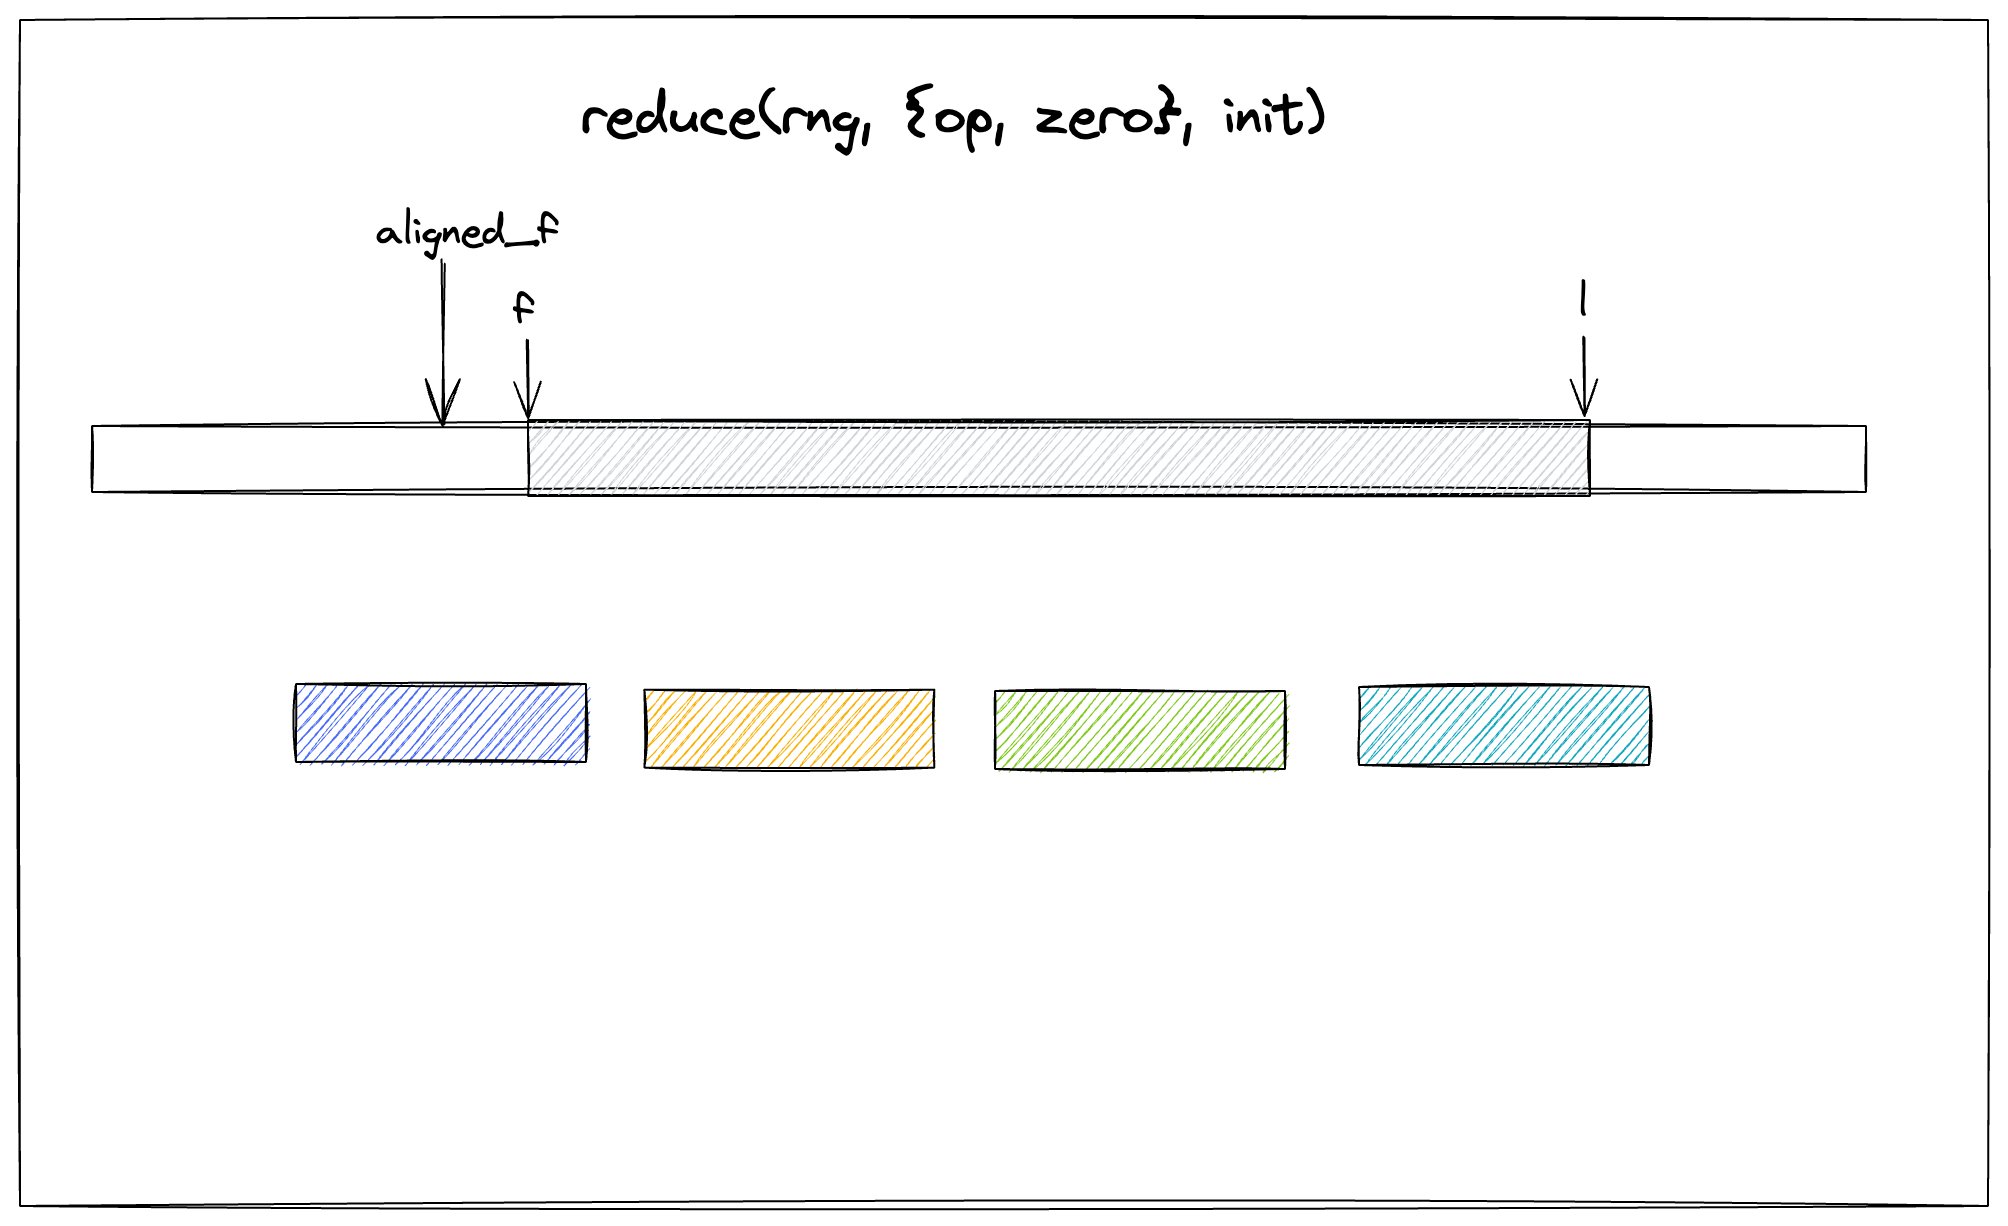 reduce(rng, {op, zero}, init)
aligned_f
f
l